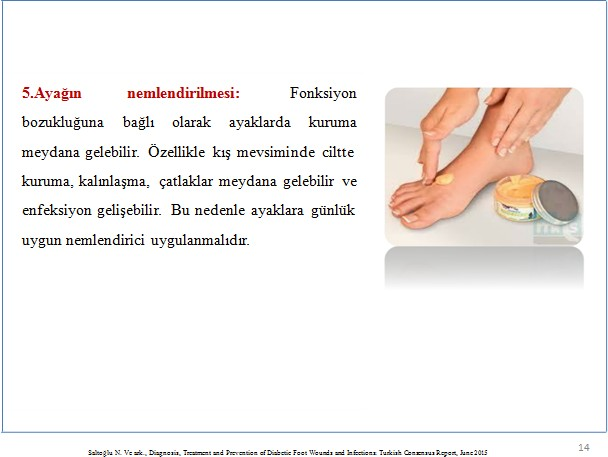 5.Ayağın nemlendirilmesi: Fonksiyon
bozukluğuna bağlı olarak ayaklarda kuruma
meydana gelebilir. Özellikle kış mevsiminde ciltte
kuruma, kalınlaşma, çatlaklar meydana gelebilir ve
enfeksiyon gelişebilir. Bu nedenle ayaklara günlük
uygun nemlendirici uygulanmalıdır.
14
Saltoğlu N. Ve ark., Diagnosis, Treatment and Prevention of Diabetic Foot Wounds and Infections: Turkish Consensus Report, June 2015